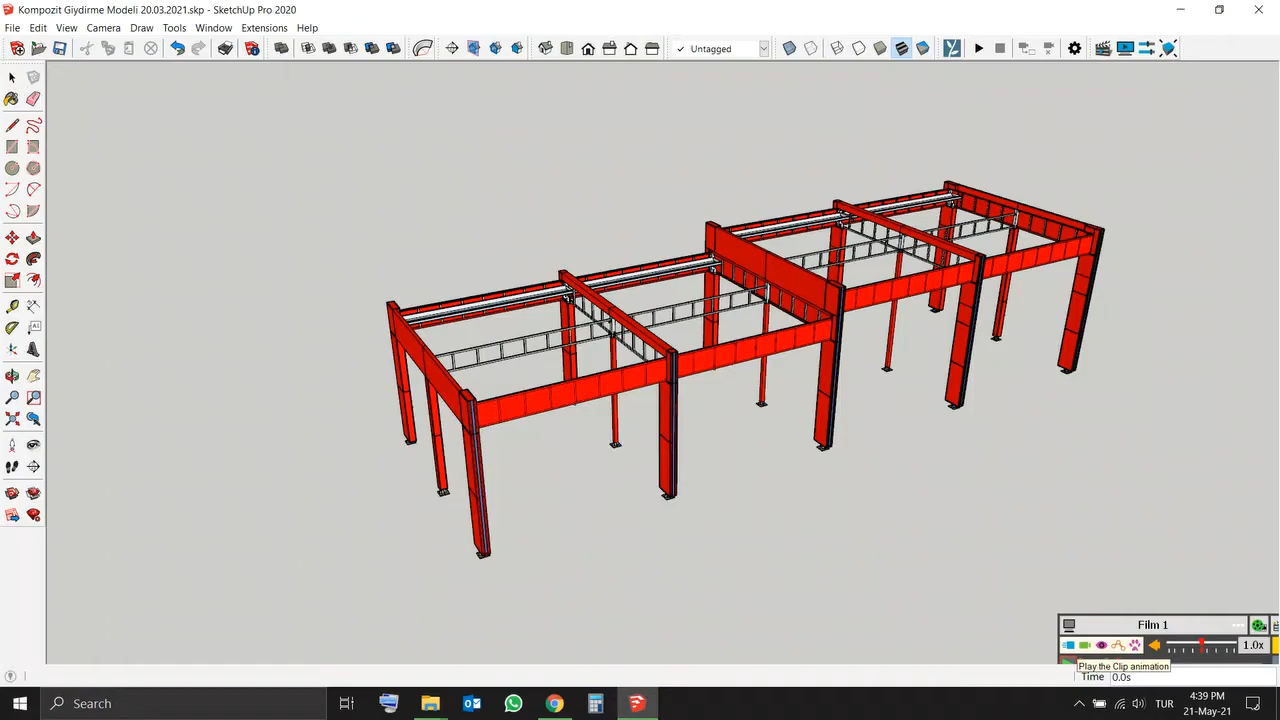 Kompozit Giydirme Modeli 20.03.2021.skp - SketchUp Pro 2020
File Edit View Camera Draw Tools Window Extensions Help
Untagged
Film 1
1.0x
Play the Clip animation
Time 0.0s
Search
TUR
4:39 PM
21-May-21